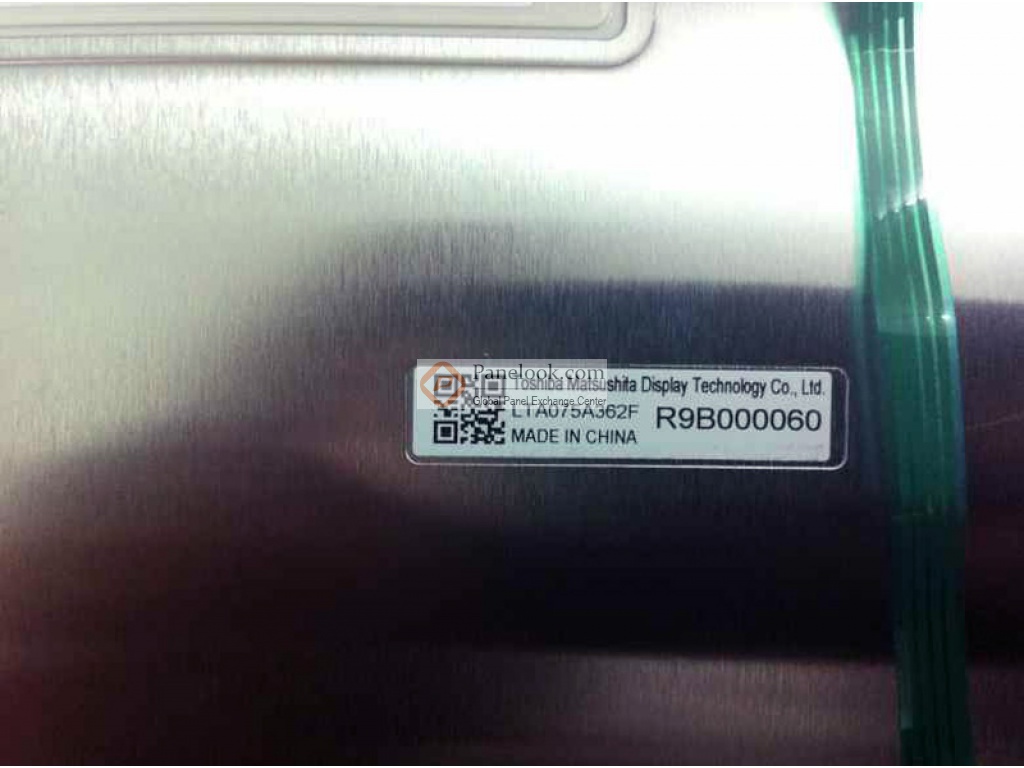 Panelook.com
Toshiba Matsushita Display Technology Co., Ltd.
Global Panel Exchange Center
LTA075A362F R9B000060
MADE IN CHINA